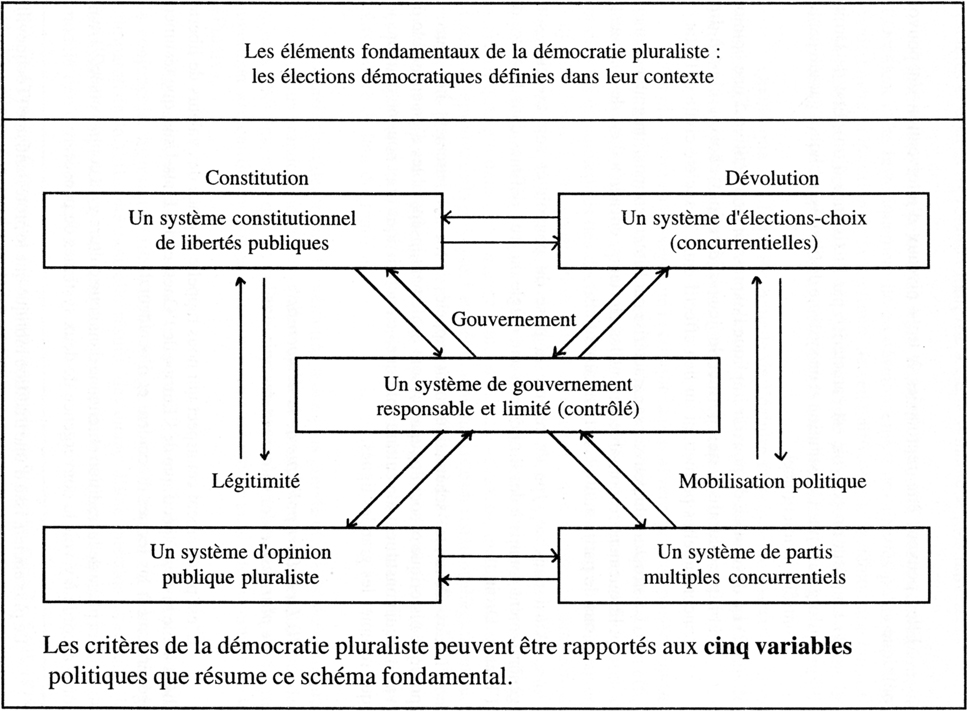 Les éléments fondamentaux de la démocratie pluraliste :
les élections démocratiques définies dans leur contexte
Constitution
Dévolution
Un système constitutionnel
de libertés publiques
Un système d'élections-choix
(concurrentielles)
Gouvernement
Un système de gouvernement
responsable et limité (contrôlé)
Légitimité
Mobilisation politique
Un système d'opinion
publique pluraliste
Un système de partis
multiples concurrentiels
Les critères de la démocratie pluraliste peuvent être rapportés aux cinq variables
politiques que résume ce schéma fondamental.